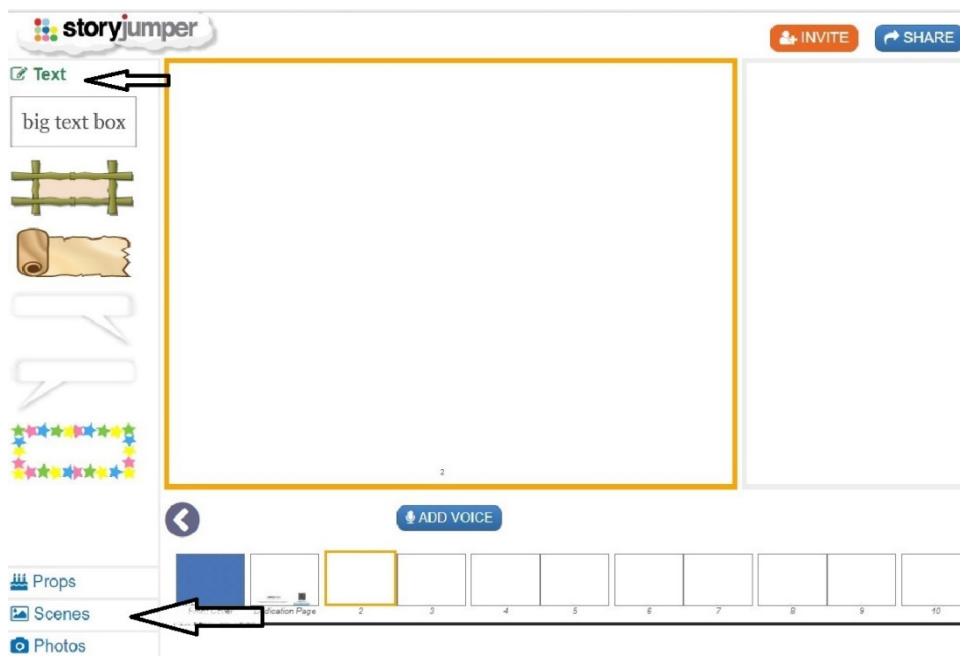 storyjumper
INVITE
SHARE
Text
big text box
2
ADD VOICE
Props
Scenes
Photos
Dedication Page
2
3
4
5
6
7
8
9
10